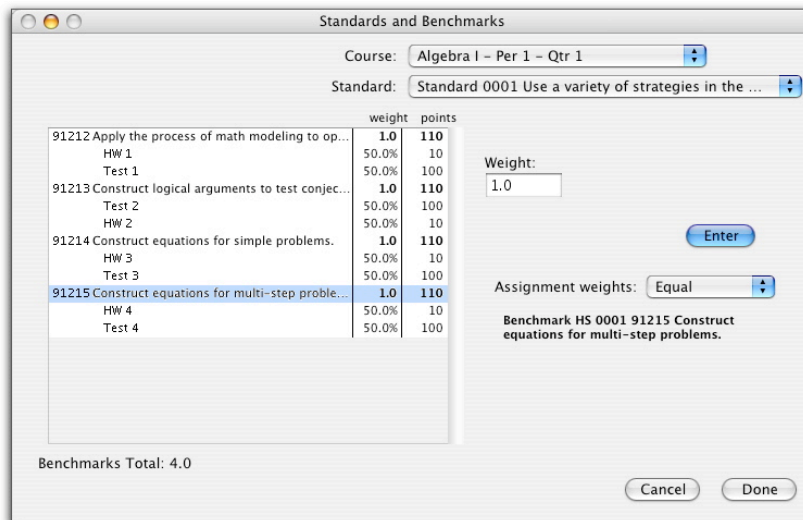 Standards and Benchmarks
Course: Algebra I – Per 1 – Qtr 1
Standard: Standard 0001 Use a variety of strategies in the ...
weight points
91212 Apply the process of math modeling to op... 1.0 110
HW 1 50.0% 10
Test 1 50.0% 100
91213 Construct logical arguments to test conjec... 1.0 110
Test 2 50.0% 100
HW 2 50.0% 10
91214 Construct equations for simple problems. 1.0 110
HW 3 50.0% 10
Test 3 50.0% 100
91215 Construct equations for multi-step proble... 1.0 110
HW 4 50.0% 10
Test 4 50.0% 100
Weight:
1.0
Enter
Assignment weights: Equal
Benchmark HS 0001 91215 Construct
equations for multi-step problems.
Benchmarks Total: 4.0
Cancel Done